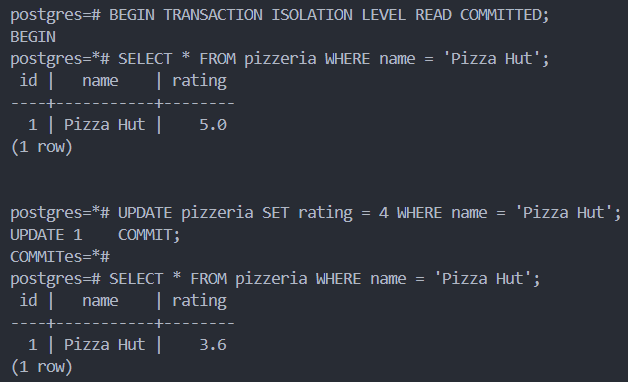 postgres=# BEGIN TRANSACTION ISOLATION LEVEL READ COMMITTED;
BEGIN
postgres=*# SELECT * FROM pizzeria WHERE name = 'Pizza Hut';
 id |   name    | rating
----+-----------+--------
  1 | Pizza Hut |    5.0
(1 row)
postgres=*# UPDATE pizzeria SET rating = 4 WHERE name = 'Pizza Hut';
UPDATE 1    COMMIT;
COMMITes=*#
postgres=# SELECT * FROM pizzeria WHERE name = 'Pizza Hut';
 id |   name    | rating
----+-----------+--------
  1 | Pizza Hut |    3.6
(1 row)